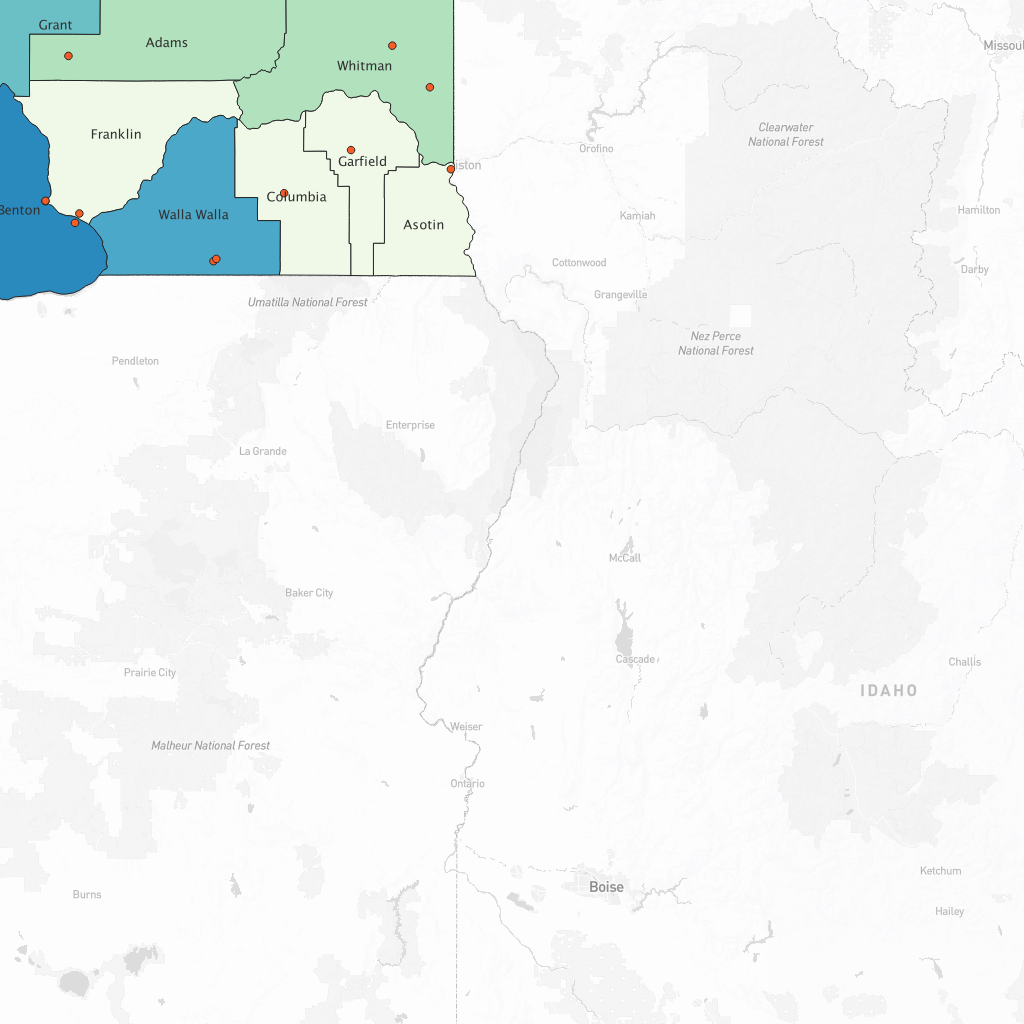 Grant
Adams
Whitman
Franklin
Garfield
Columbia
Walla Walla
Benton
Asotin
iston
Missoul
Clearwater
National Forest
Orofino
Kamiah
Hamilton
Cottonwood
Darby
Grangeville
Umatilla National Forest
Nez Perce
National Forest
Pendleton
Enterprise
La Grande
McCall
Baker City
Cascade
Challis
Prairie City
IDAHO
Weiser
Malheur National Forest
Ontario
Boise
Ketchum
Burns
Hailey